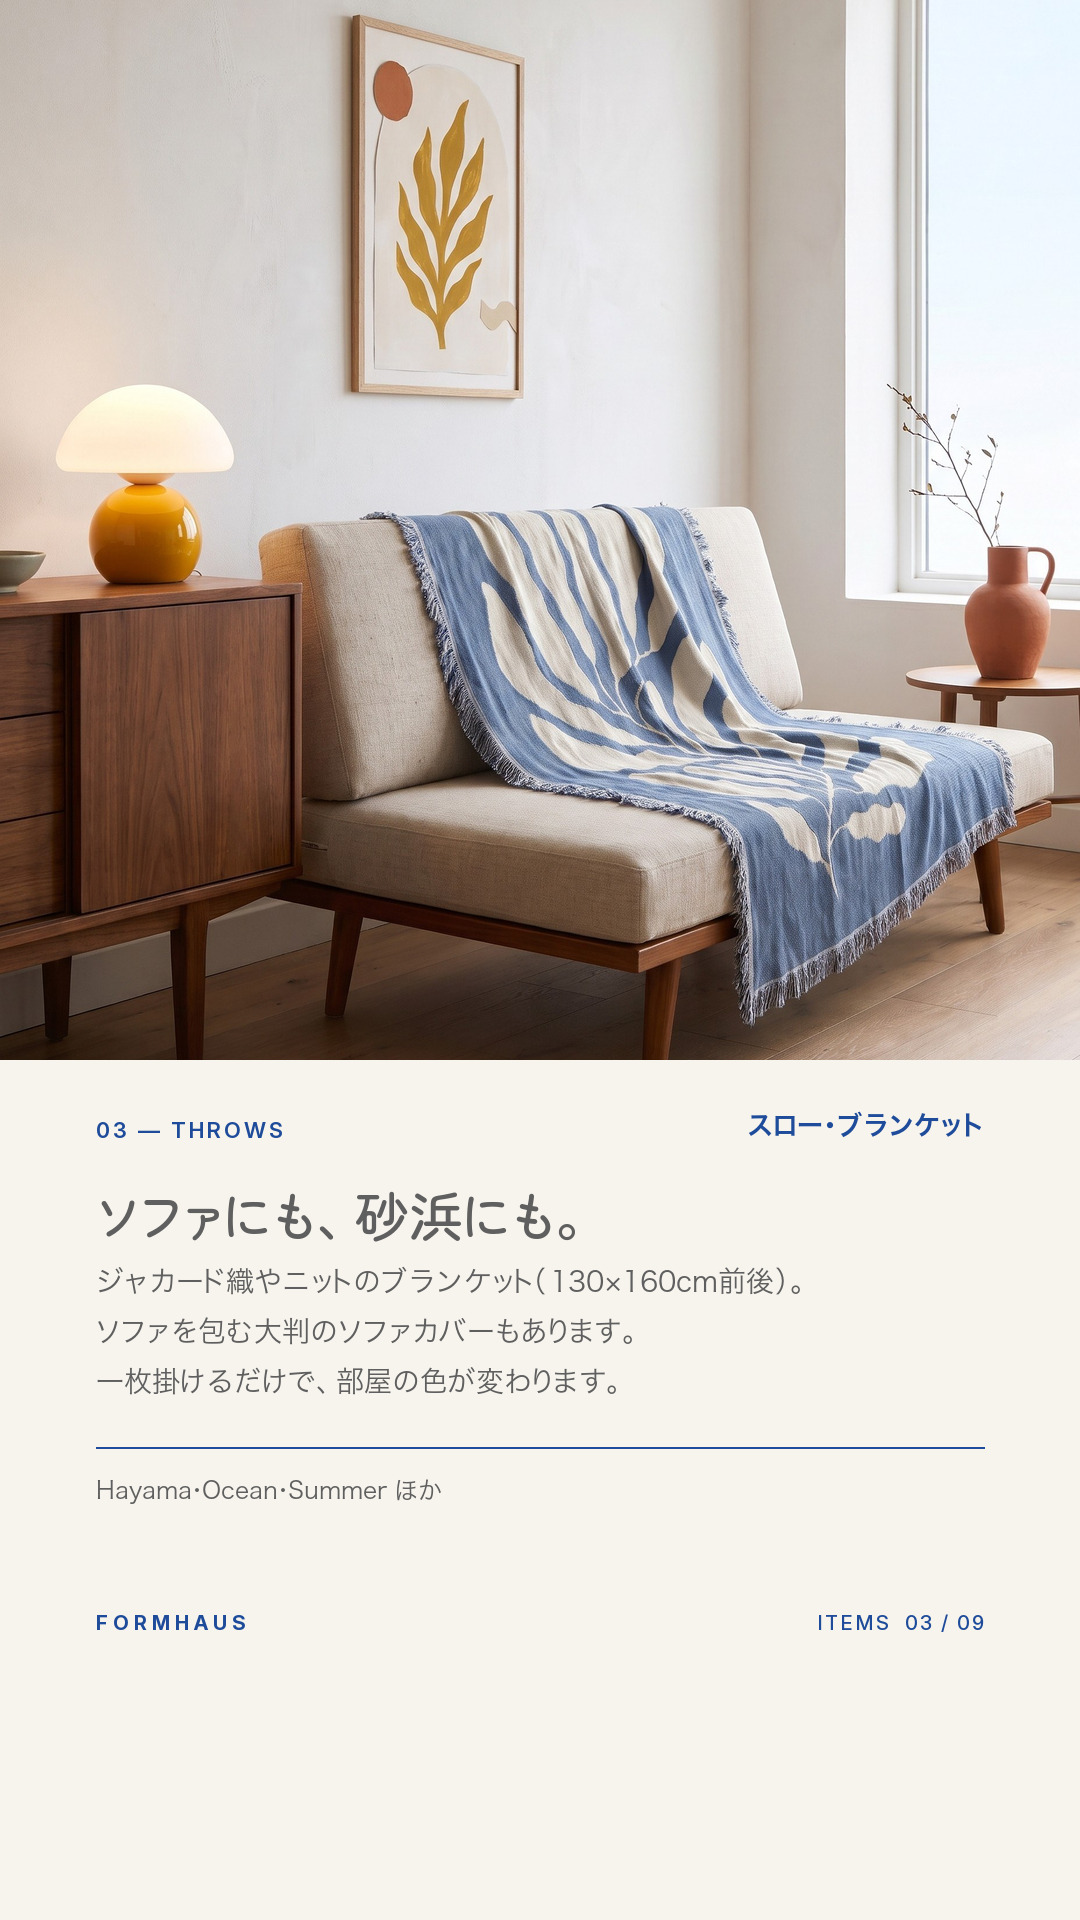 03 — THROWS
スロー・ブランケット
ソファにも、砂浜にも。
ジャカード織やニットのブランケット（130×160cm前後）。
ソファを包む大判のソファカバーもあります。
一枚掛けるだけで、部屋の色が変わります。
Hayama・Ocean・Summer ほか
FORMHAUS
ITEMS 03 / 09